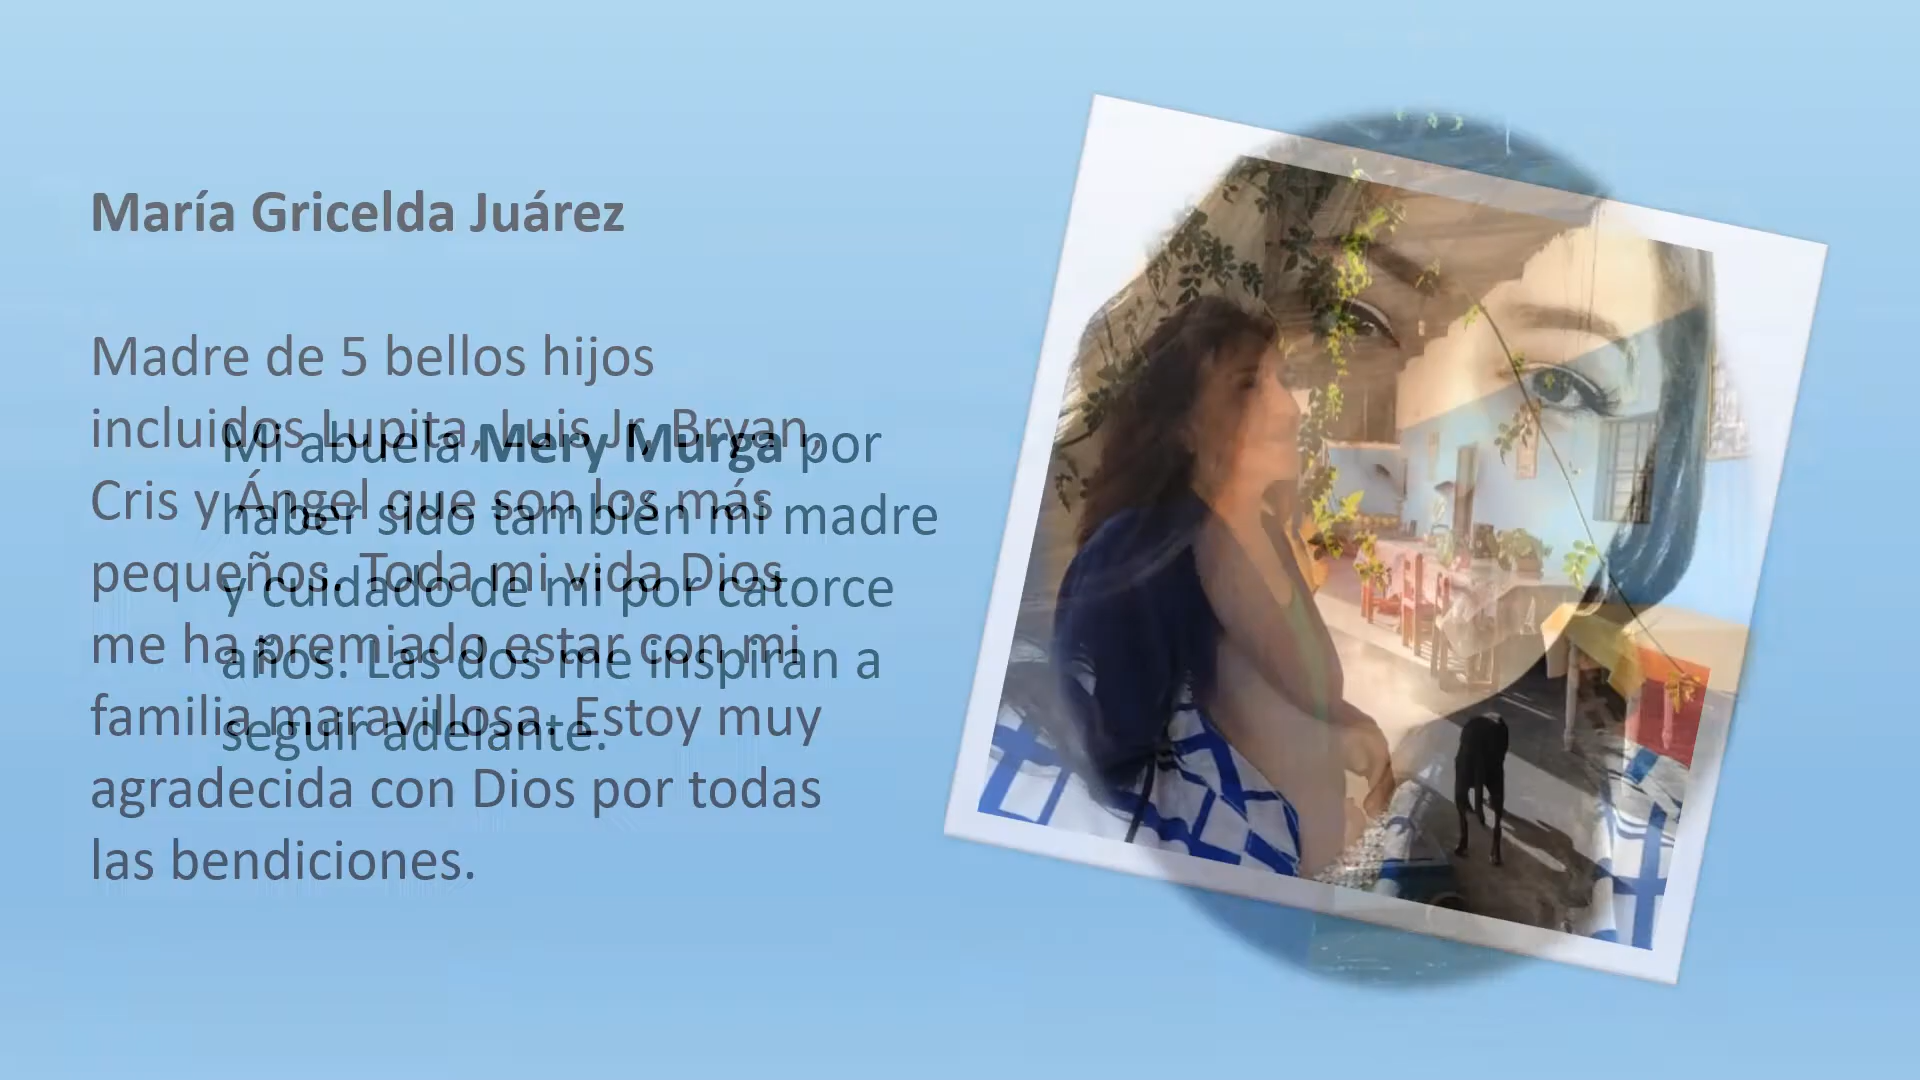 María Gricelda Juárez
Madre de 5 bellos hijos
incluidos Lupita, Luis Jr, Bryan,
Cris y Ángel que son los más
pequeños. Toda mi vida Dios
me ha premiado estar con mi
familia maravillosa. Estoy muy
agradecida con Dios por todas
las bendiciones.
Mi abuela Mery Murga por
haber sido también mi madre
y cuidado de mi por catorce
años. Las dos me inspiran a
seguir adelante.